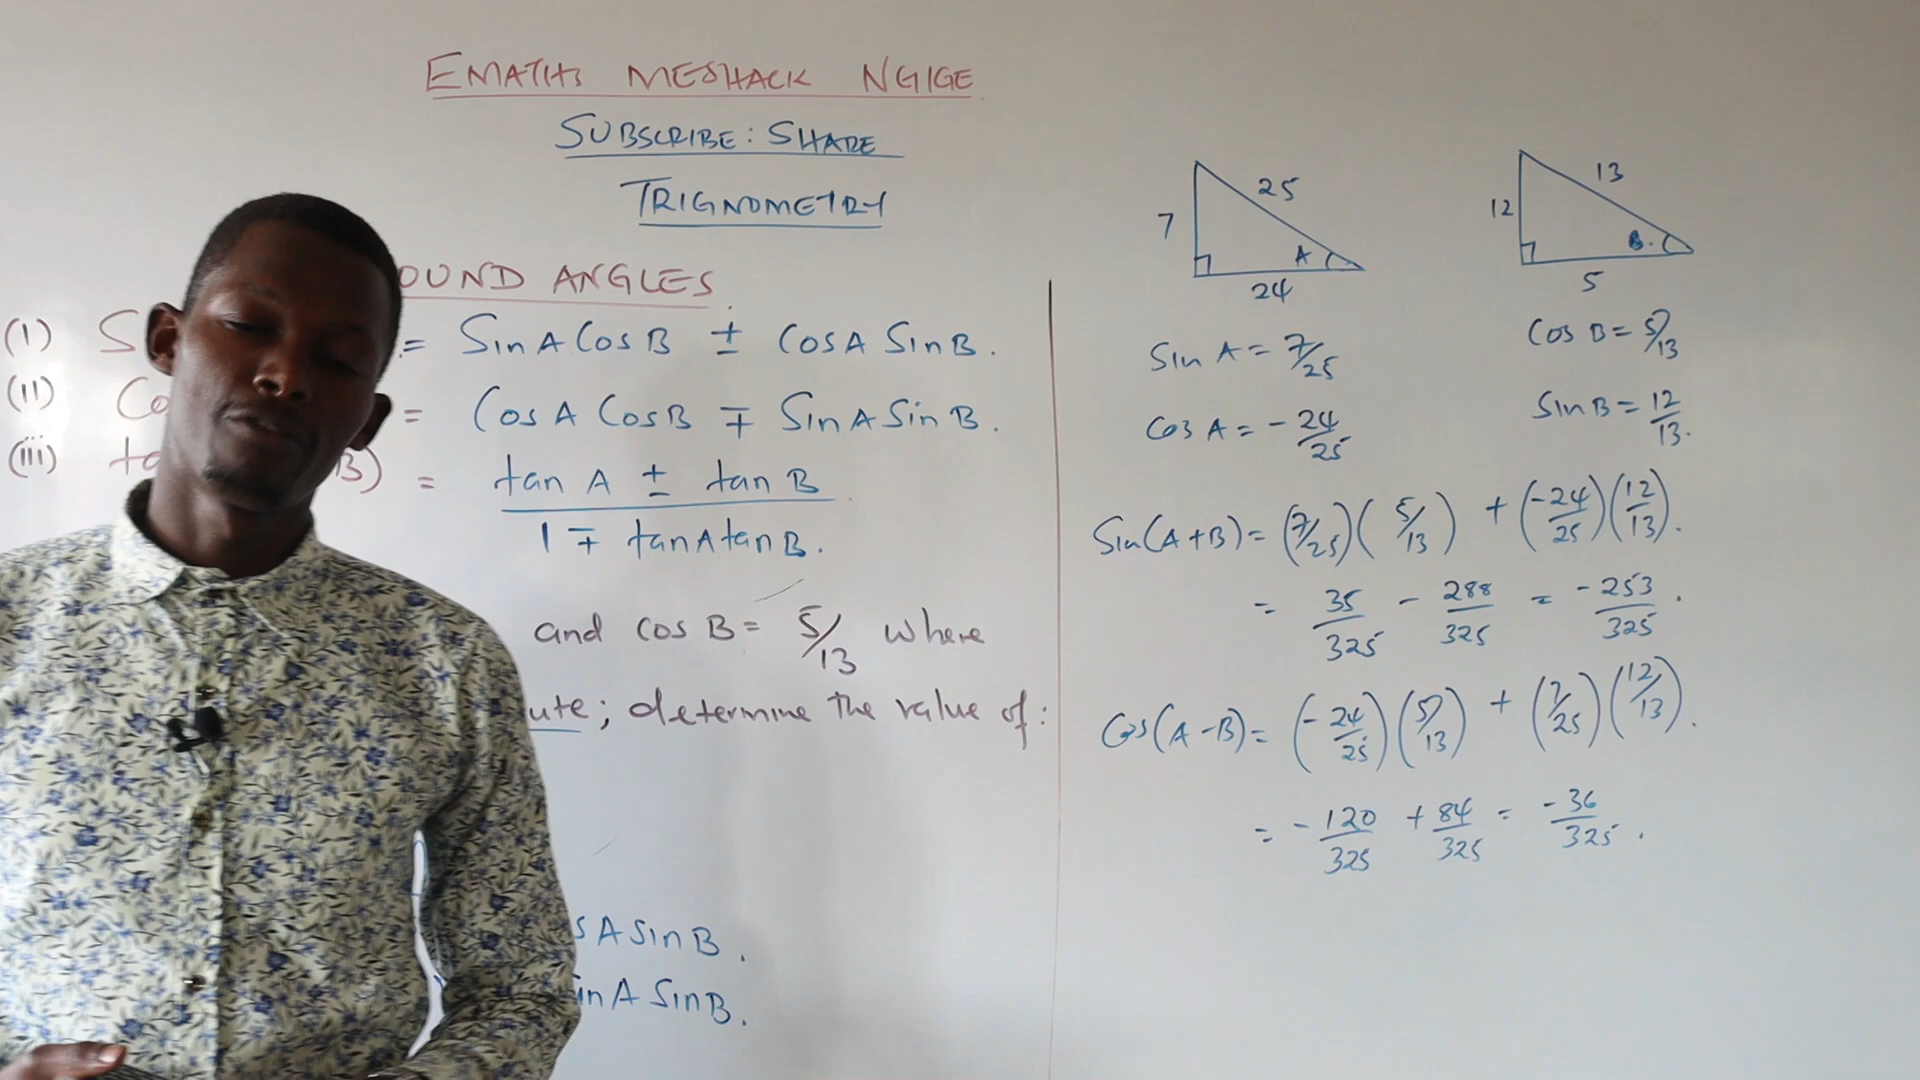 EMATHS MESHACK NGIGE
SUBSCRIBE: SHARE
TRIGNOMETRY
OUND ANGLES
(i) S = Sin A Cos B ± Cos A Sin B.
(ii) Co = Cos A Cos B ∓ Sin A Sin B.
(iii) ta B) = tan A ± tan B
1 ∓ tan A tan B.
and cos B = 5/13 where
ute; determine the value of:
s A sin B.
in A Sin B.
7 25 A 24
12 13 B. 5
Sin A = 7/25
Cos A = -24/25
Cos B = 5/13
Sin B = 12/13.
Sin(A+B) = (7/25)(5/13) + (-24/25)(12/13).
= 35/325 - 288/325 = -253/325.
Cos(A-B) = (-24/25)(5/13) + (7/25)(12/13).
= -120/325 + 84/325 = -36/325.